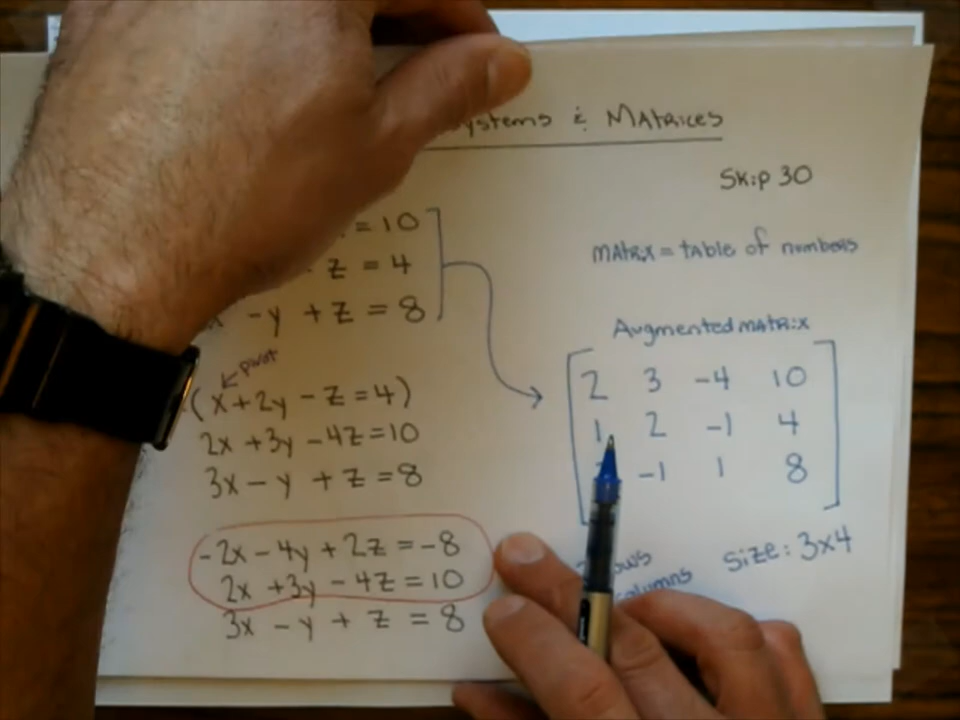 & MATRICES
Skip 30
= 10
z = 4
- y + z = 8
MATRIX = table of numbers
Augmented MATRIX
2 3 -4 10
1 2 -1 4
-1 1 8
Size: 3x4
pivot
(x + 2y - z = 4)
2x + 3y - 4z = 10
3x - y + z = 8
-2x - 4y + 2z = -8
2x + 3y - 4z = 10
3x - y + z = 8